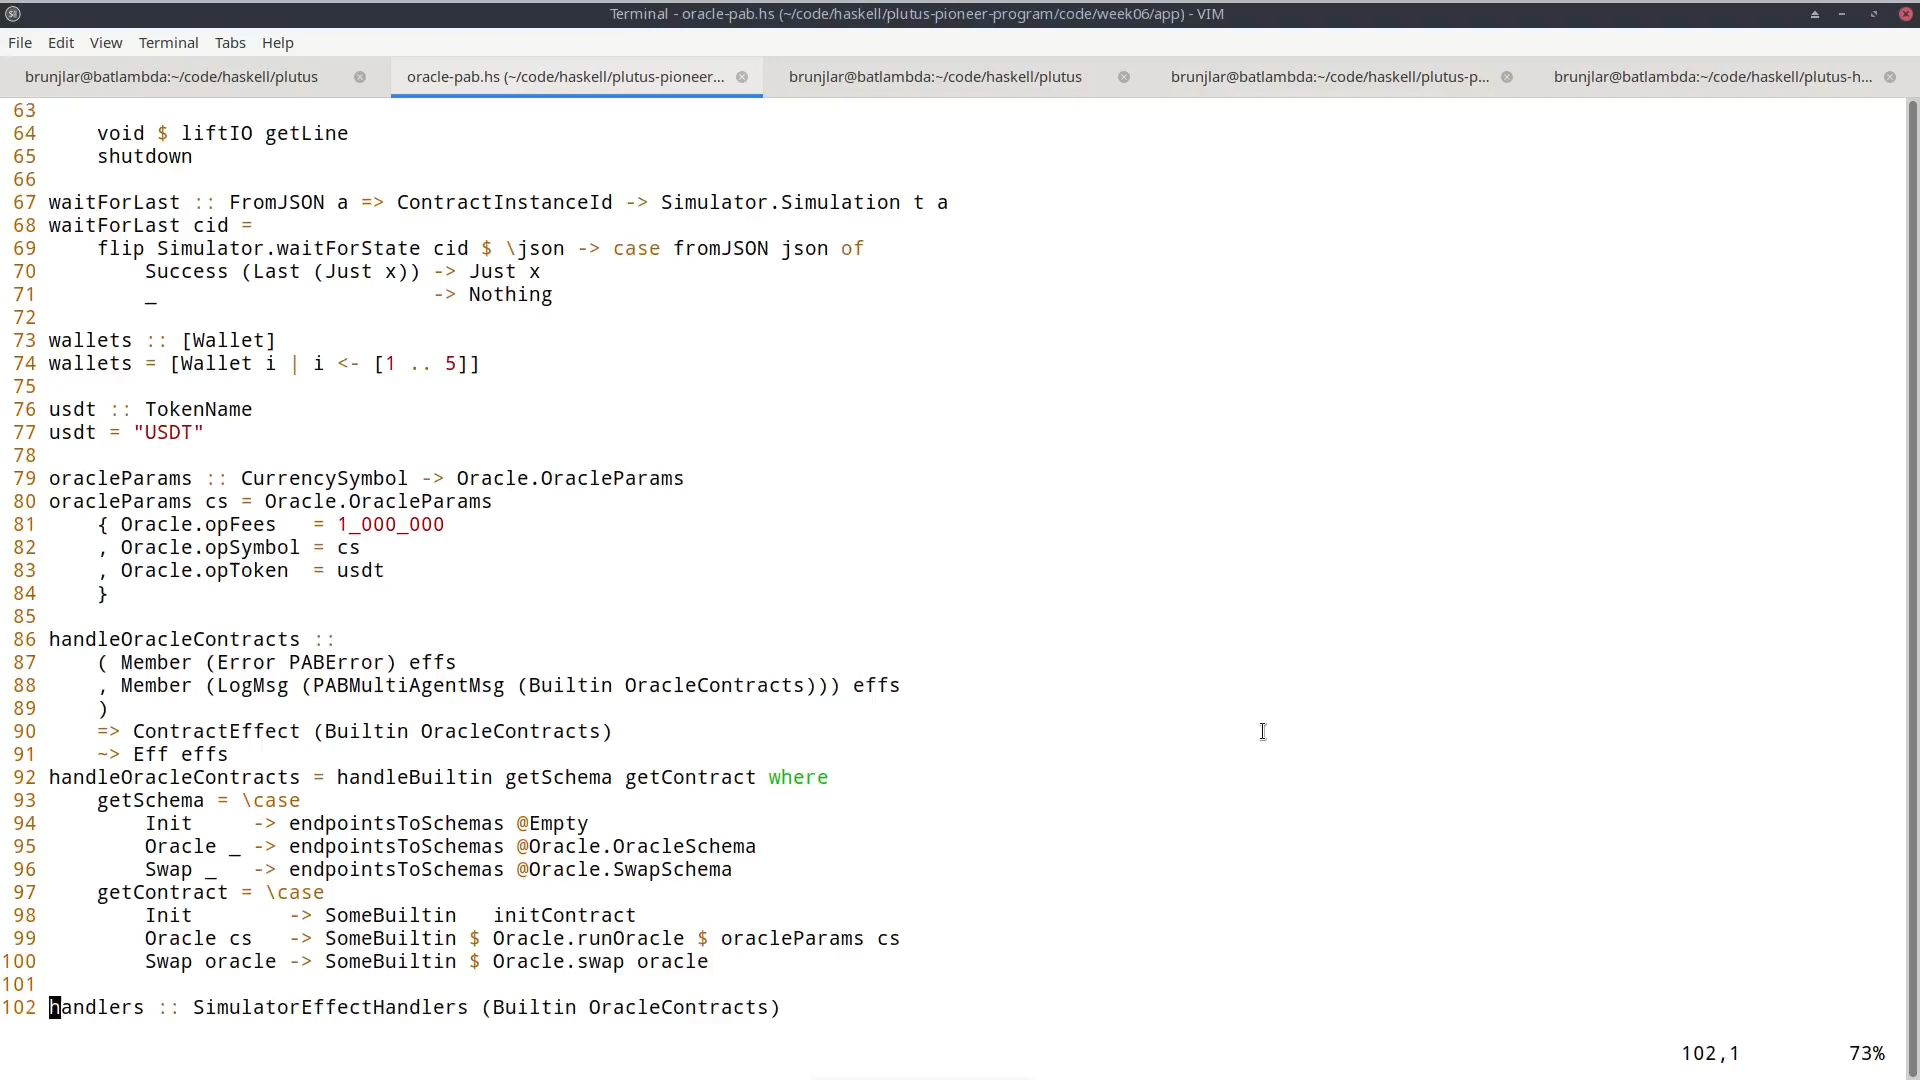 Terminal - oracle-pab.hs (~/code/haskell/plutus-pioneer-program/code/week06/app) - VIM
File Edit View Terminal Tabs Help
brunjlar@batlambda:~/code/haskell/plutus oracle-pab.hs (~/code/haskell/plutus-pioneer... brunjlar@batlambda:~/code/haskell/plutus brunjlar@batlambda:~/code/haskell/plutus-p... brunjlar@batlambda:~/code/haskell/plutus-h...
63
64     void $ liftIO getLine
65     shutdown
66
67 waitForLast :: FromJSON a => ContractInstanceId -> Simulator.Simulation t a
68 waitForLast cid =
69     flip Simulator.waitForState cid $ \json -> case fromJSON json of
70         Success (Last (Just x)) -> Just x
71         _                       -> Nothing
72
73 wallets :: [Wallet]
74 wallets = [Wallet i | i <- [1 .. 5]]
75
76 usdt :: TokenName
77 usdt = "USDT"
78
79 oracleParams :: CurrencySymbol -> Oracle.OracleParams
80 oracleParams cs = Oracle.OracleParams
81     { Oracle.opFees   = 1_000_000
82     , Oracle.opSymbol = cs
83     , Oracle.opToken  = usdt
84     }
85
86 handleOracleContracts ::
87     ( Member (Error PABError) effs
88     , Member (LogMsg (PABMultiAgentMsg (Builtin OracleContracts))) effs
89     )
90     => ContractEffect (Builtin OracleContracts)
91     ~> Eff effs
92 handleOracleContracts = handleBuiltin getSchema getContract where
93     getSchema = \case
94         Init     -> endpointsToSchemas @Empty
95         Oracle _ -> endpointsToSchemas @Oracle.OracleSchema
96         Swap _   -> endpointsToSchemas @Oracle.SwapSchema
97     getContract = \case
98         Init        -> SomeBuiltin   initContract
99         Oracle cs   -> SomeBuiltin $ Oracle.runOracle $ oracleParams cs
100         Swap oracle -> SomeBuiltin $ Oracle.swap oracle
101
102 handlers :: SimulatorEffectHandlers (Builtin OracleContracts)
102,1 73%